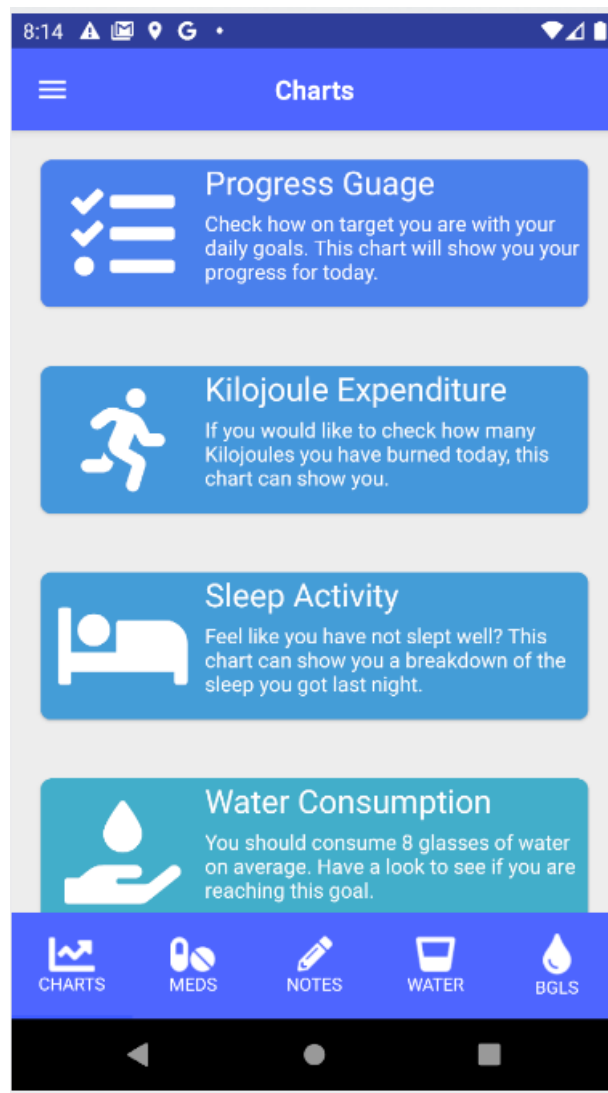 8:14
Charts
Progress Guage
Check how on target you are with your
daily goals. This chart will show you your
progress for today.
Kilojoule Expenditure
If you would like to check how many
Kilojoules you have burned today, this
chart can show you.
Sleep Activity
Feel like you have not slept well? This
chart can show you a breakdown of the
sleep you got last night.
Water Consumption
You should consume 8 glasses of water
on average. Have a look to see if you are
reaching this goal.
CHARTS MEDS NOTES WATER BGLS